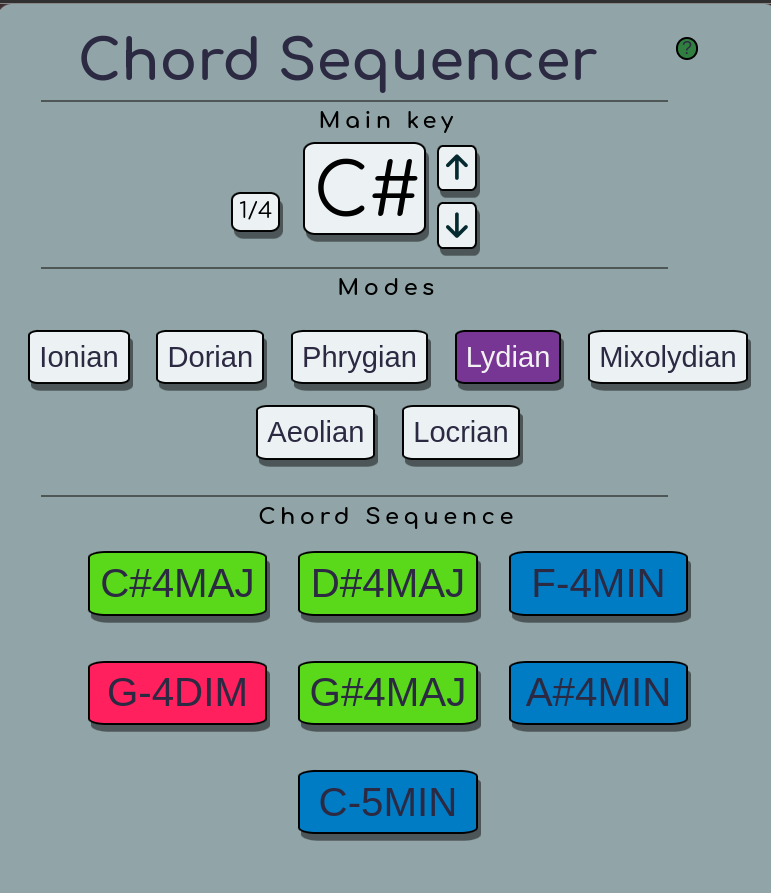 Chord Sequencer ?
Main key
1/4 C# ↑
↓
Modes
Ionian Dorian Phrygian Lydian Mixolydian
Aeolian Locrian
Chord Sequence
C#4MAJ D#4MAJ F-4MIN
G-4DIM G#4MAJ A#4MIN
C-5MIN